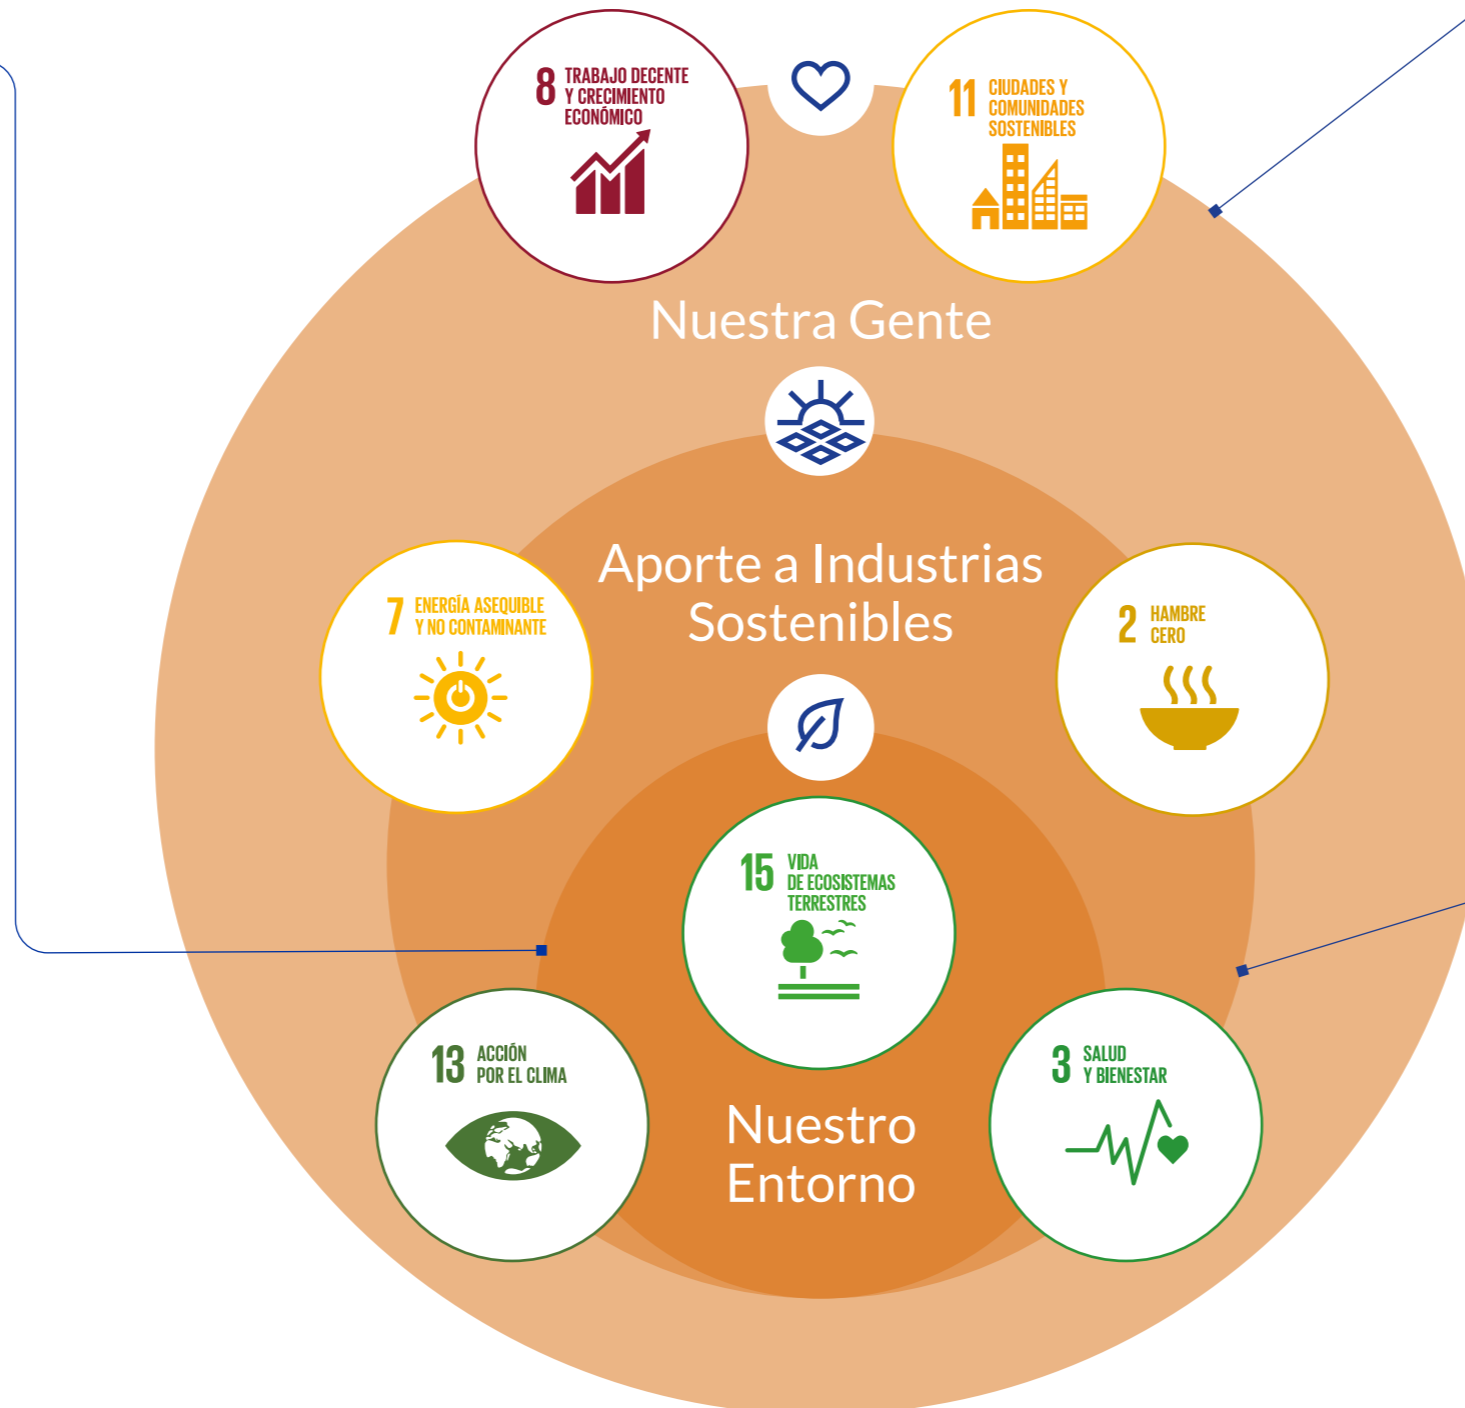 8 TRABAJO DECENTE
Y CRECIMIENTO
ECONÓMICO
11 CIUDADES Y
COMUNIDADES
SOSTENIBLES
Nuestra Gente
Aporte a Industrias
Sostenibles
7 ENERGÍA ASEQUIBLE
Y NO CONTAMINANTE
2 HAMBRE
CERO
15 VIDA
DE ECOSISTEMAS
TERRESTRES
13 ACCIÓN
POR EL CLIMA
3 SALUD
Y BIENESTAR
Nuestro
Entorno